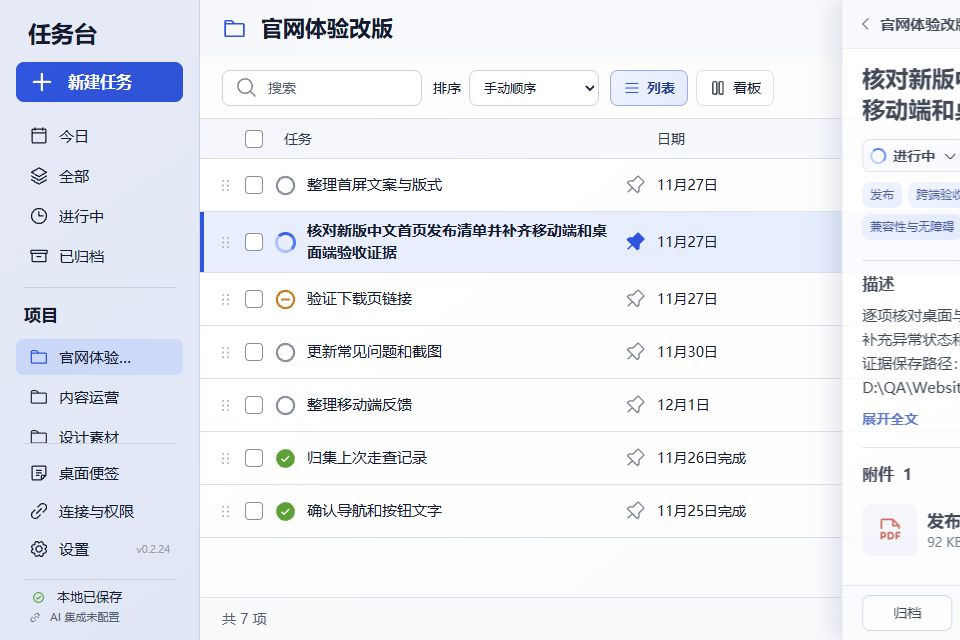 任务台
新建任务
今日
全部
进行中
已归档
项目
官网体验...
内容运营
设计素材
桌面便签
连接与权限
设置 v0.2.24
本地已保存
AI 集成未配置
官网体验改版
搜索 排序 手动顺序 列表 看板
任务 日期
整理首屏文案与版式 11月27日
核对新版中文首页发布清单并补齐移动端和桌
面端验收证据 11月27日
验证下载页链接 11月27日
更新常见问题和截图 11月30日
整理移动端反馈 12月1日
归集上次走查记录 11月26日完成
确认导航和按钮文字 11月25日完成
共 7 项
官网体验改
核对新版
移动端和
进行中
发布 跨端验收
兼容性与无障碍
描述
逐项核对桌面与
补充异常状态和
证据保存路径：
D:\QA\Websit
展开全文
附件 1
PDF
发布
92 KB
归档